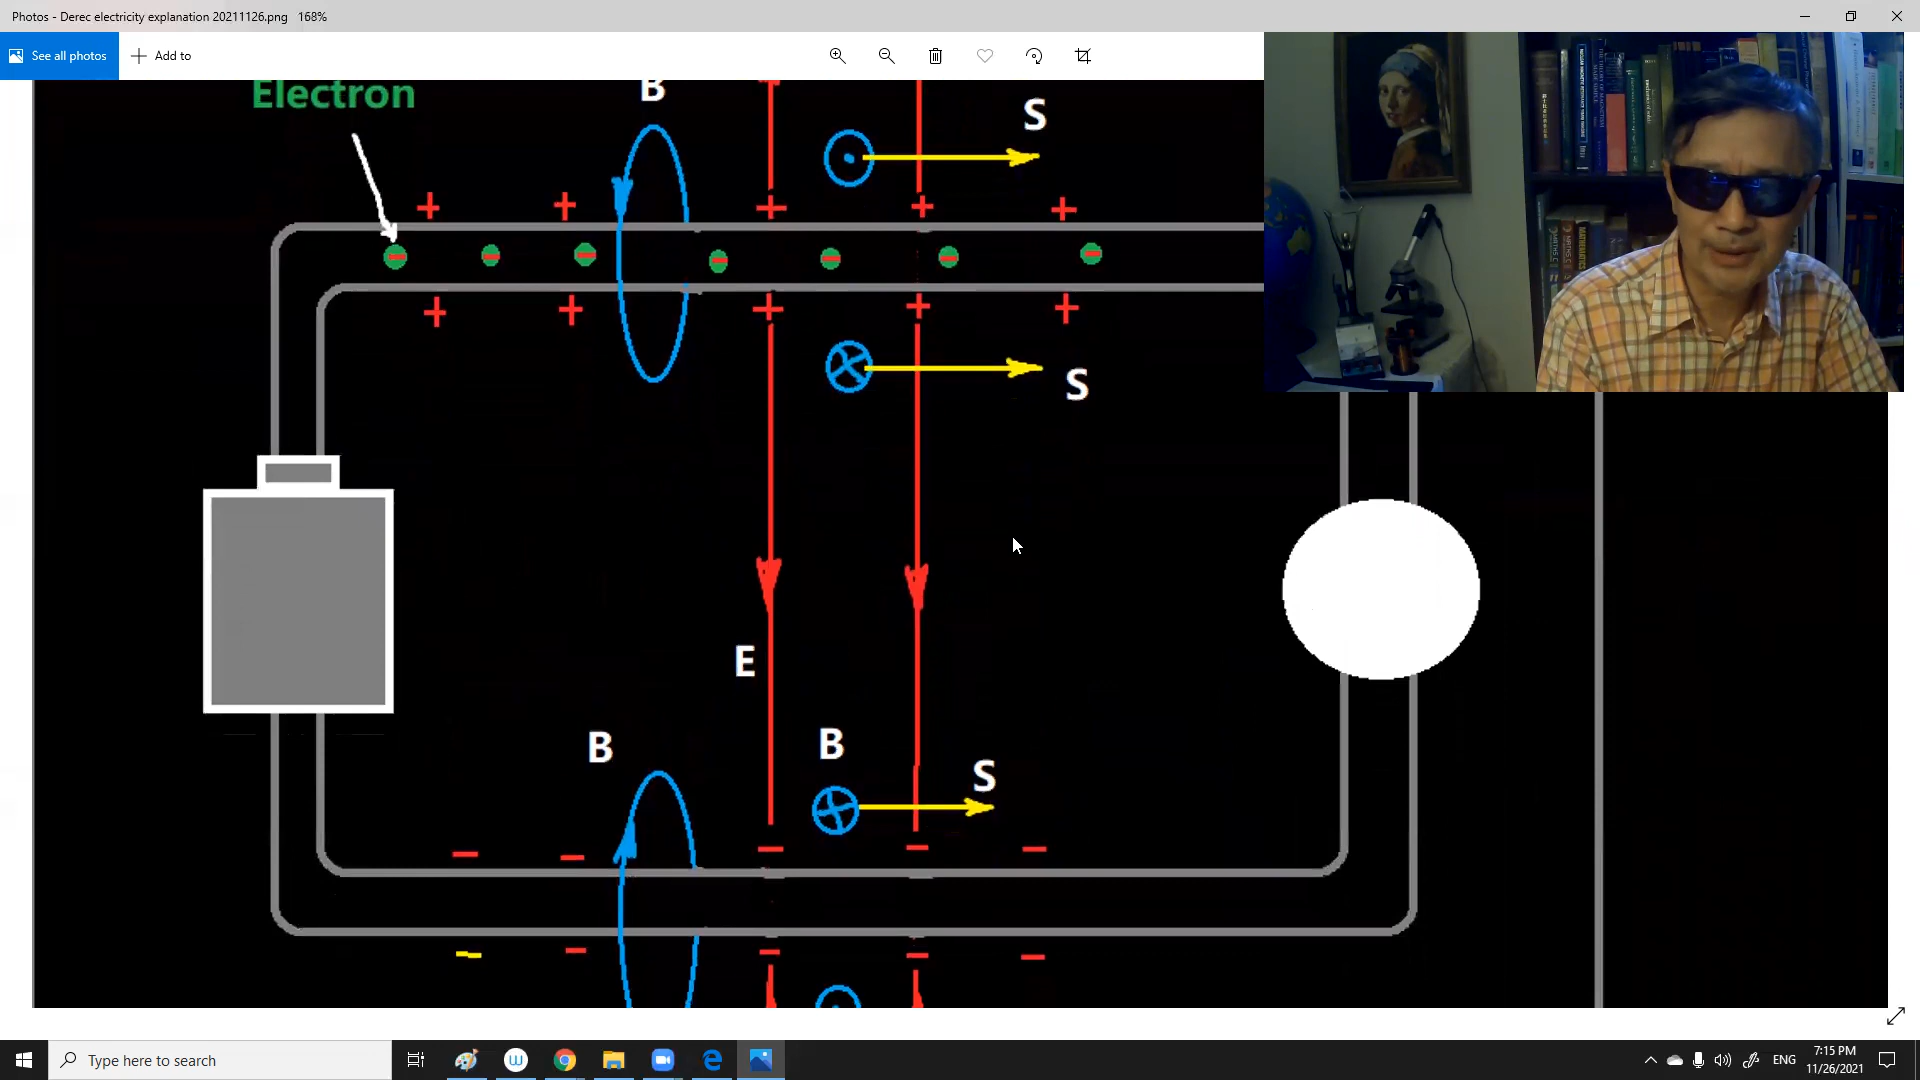 Photos - Derec electricity explanation 20211126.png   168%
See all photos
Add to
Electron
B
S
S
E
B
B
S
MATHEMATICS
Type here to search
ENG
7:15 PM
11/26/2021